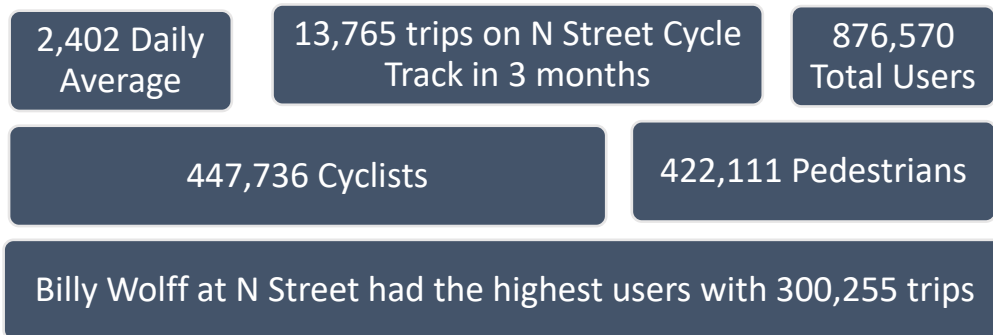 2,402 Daily
Average
13,765 trips on N Street Cycle
Track in 3 months
876,570
Total Users
447,736 Cyclists
422,111 Pedestrians
Billy Wolff at N Street had the highest users with 300,255 trips